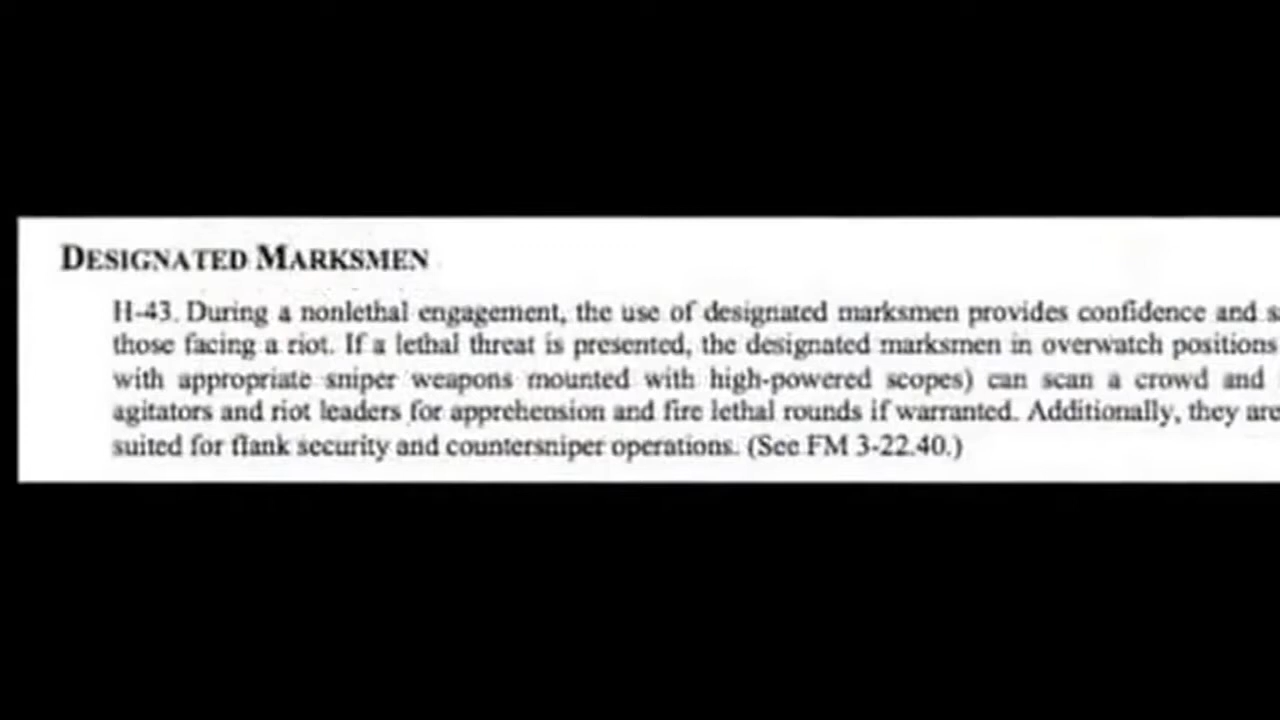 DESIGNATED MARKSMEN
H-43. During a nonlethal engagement, the use of designated marksmen provides confidence and
those facing a riot. If a lethal threat is presented, the designated marksmen in overwatch positions
with appropriate sniper weapons mounted with high-powered scopes) can scan a crowd and
agitators and riot leaders for apprehension and fire lethal rounds if warranted. Additionally, they are
suited for flank security and countersniper operations. (See FM 3-22.40.)